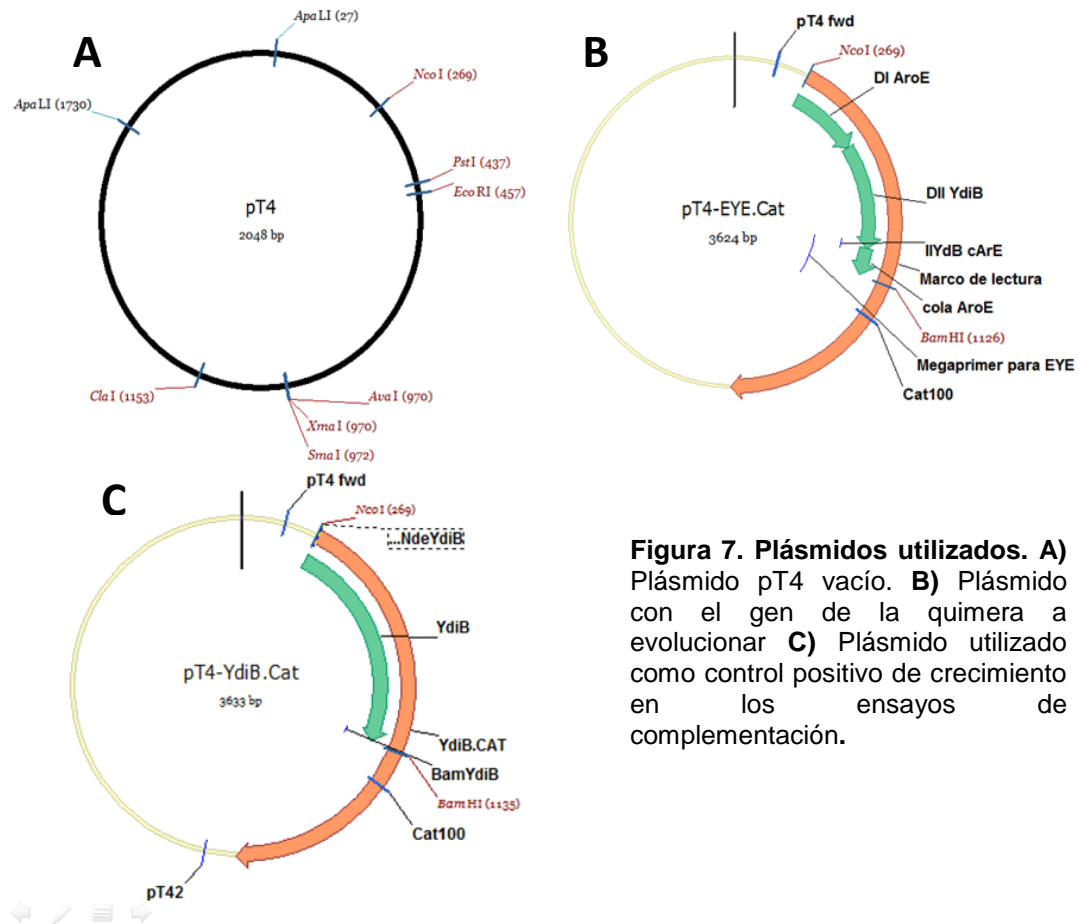 A
ApaLI (27)
NcoI (269)
ApaLI (1730)
PstI (437)
EcoRI (457)
pT4
2048 bp
ClaI (1153)
AvaI (970)
XmaI (970)
SmaI (972)
B
pT4 fwd
NcoI (269)
DI AroE
DII YdiB
pT4-EYE.Cat
3624 bp
IIYdB cArE
Marco de lectura
cola AroE
BamHI (1126)
Megaprimer para EYE
Cat100
C
pT4 fwd
NcoI (269)
...NdeYdiB
YdiB
pT4-YdiB.Cat
3633 bp
YdiB.CAT
BamYdiB
BamHI (1135)
Cat100
pT42
Figura 7. Plásmidos utilizados. A)
Plásmido pT4 vacío. B) Plásmido
con el gen de la quimera a
evolucionar C) Plásmido utilizado
como control positivo de crecimiento
en los ensayos de
complementación.